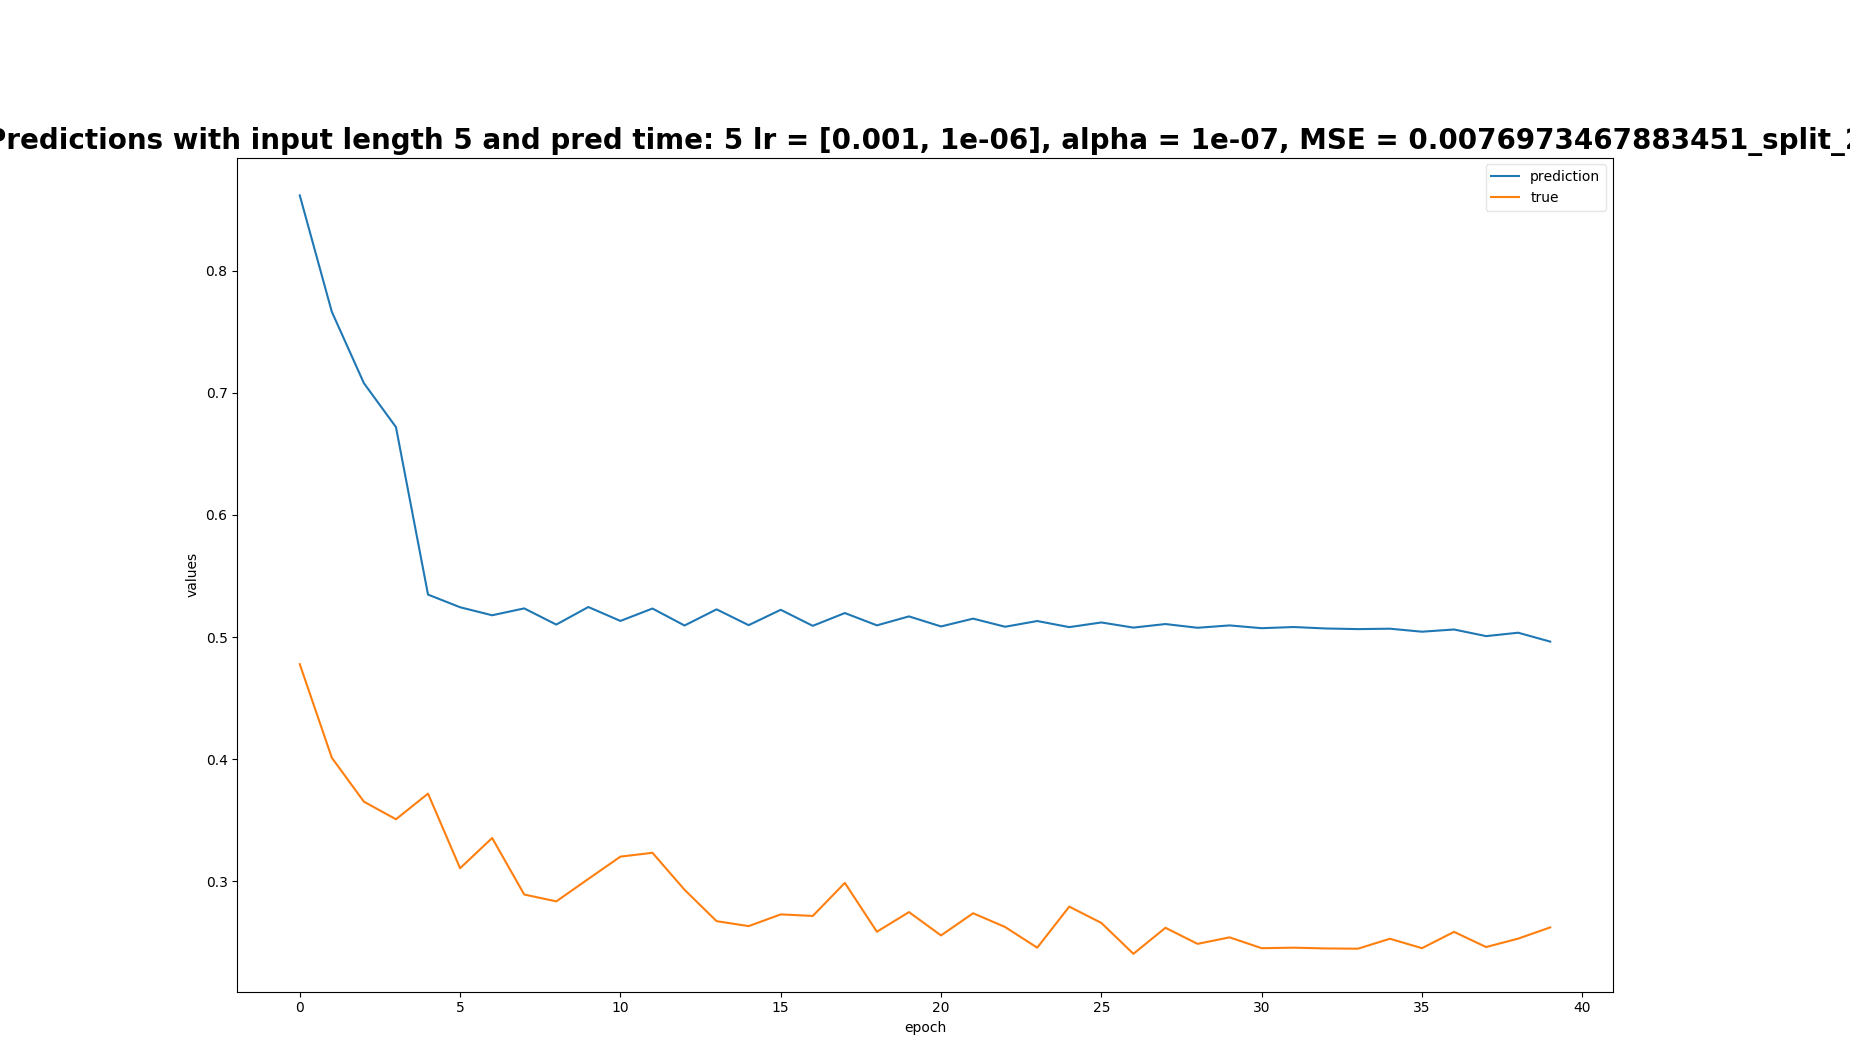 Predictions with input length 5 and pred time: 5 lr = [0.001, 1e-06], alpha = 1e-07, MSE = 0.0076973467883451_split_2
prediction
true
0.8
0.7
0.6
0.5
0.4
0.3
values
0 5 10 15 20 25 30 35 40
epoch